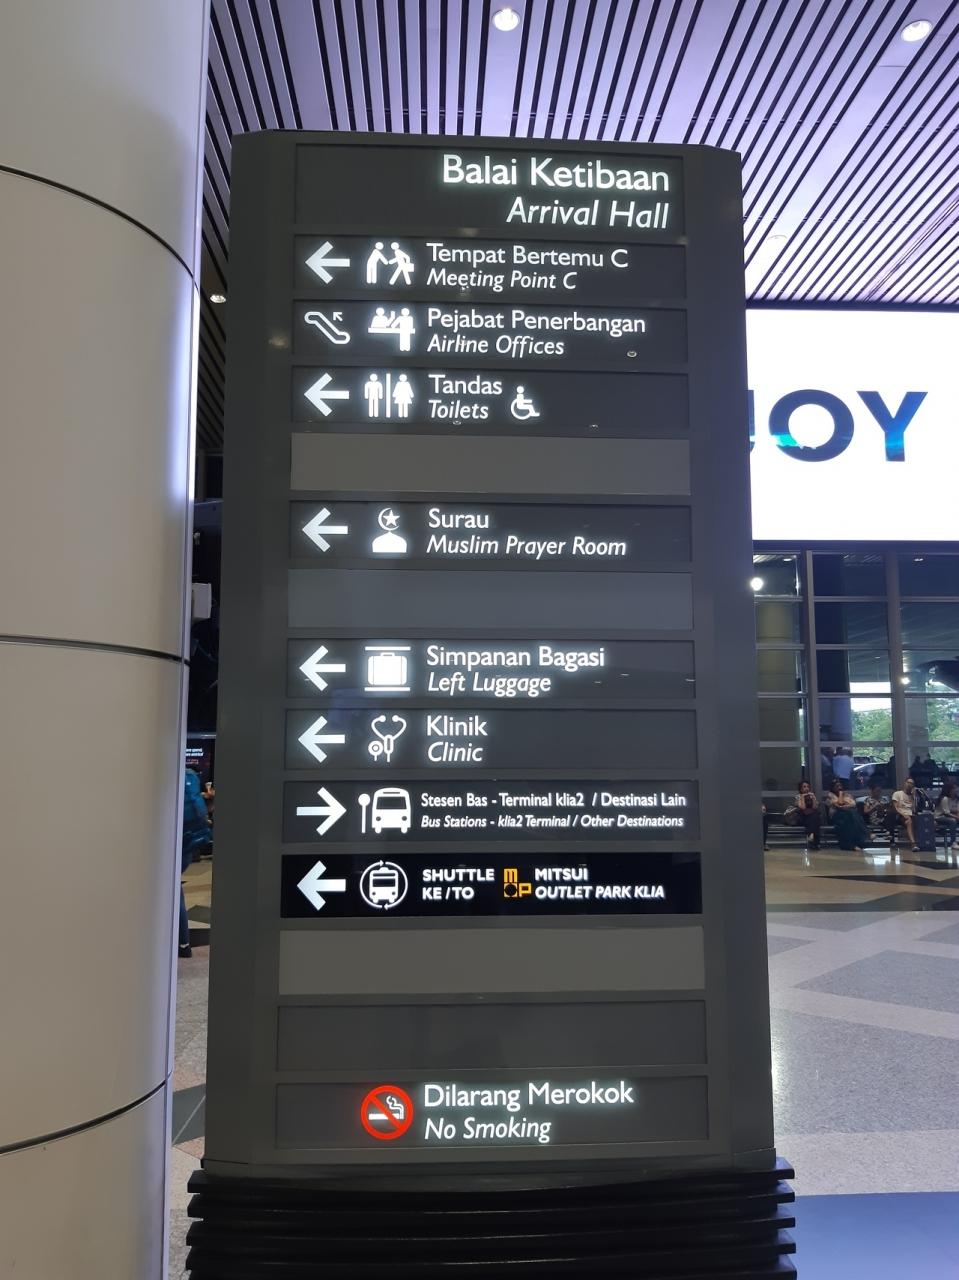 Balai Ketibaan
Arrival Hall
Tempat Bertemu C
Meeting Point C
Pejabat Penerbangan
Airline Offices
Tandas
Toilets
Surau
Muslim Prayer Room
Simpanan Bagasi
Left Luggage
Klinik
Clinic
Stesen Bas - Terminal klia2 / Destinasi Lain
Bus Stations - klia2 Terminal / Other Destinations
SHUTTLE
KE / TO
MOP
MITSUI
OUTLET PARK KLIA
Dilarang Merokok
No Smoking
JOY